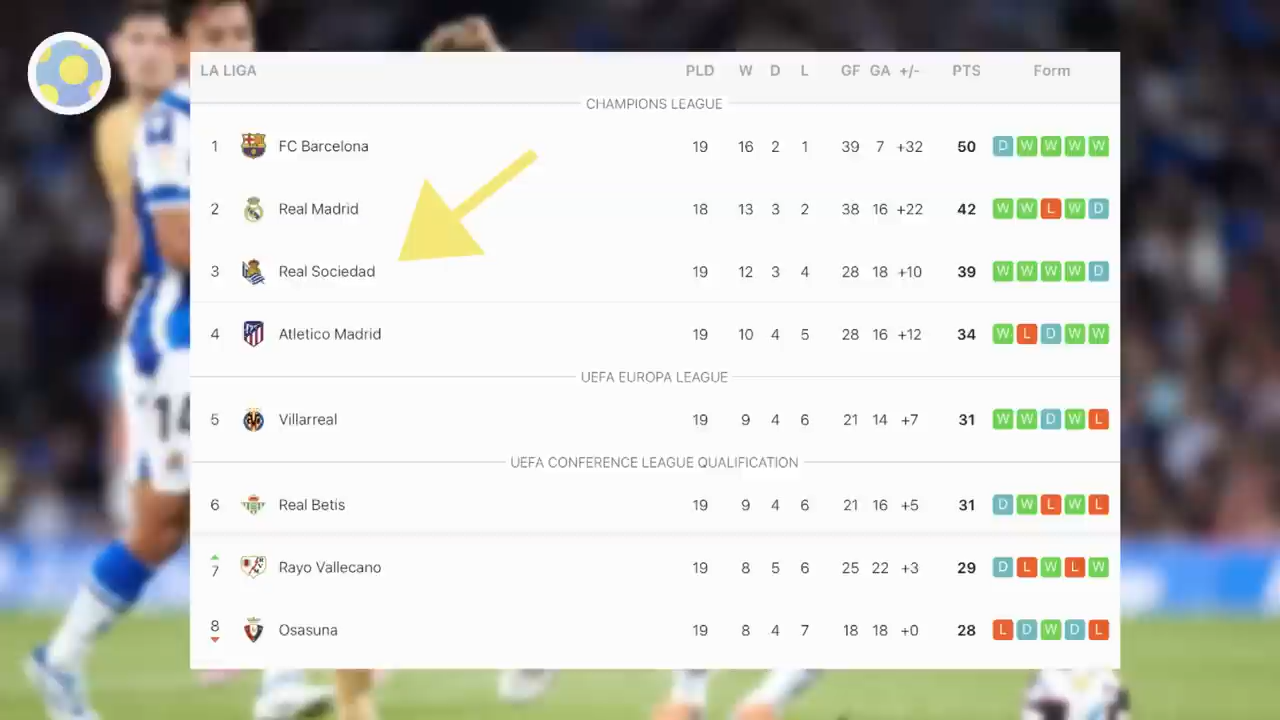 LA LIGA PLD W D L GF GA +/- PTS Form
CHAMPIONS LEAGUE
1 FC Barcelona 19 16 2 1 39 7 +32 50 D W W W W
2 Real Madrid 18 13 3 2 38 16 +22 42 W W L W D
3 Real Sociedad 19 12 3 4 28 18 +10 39 W W W W D
4 Atletico Madrid 19 10 4 5 28 16 +12 34 W L D W W
UEFA EUROPA LEAGUE
5 Villarreal 19 9 4 6 21 14 +7 31 W W D W L
UEFA CONFERENCE LEAGUE QUALIFICATION
6 Real Betis 19 9 4 6 21 16 +5 31 D W L W L
7 Rayo Vallecano 19 8 5 6 25 22 +3 29 D L W L W
8 Osasuna 19 8 4 7 18 18 +0 28 L D W D L
14